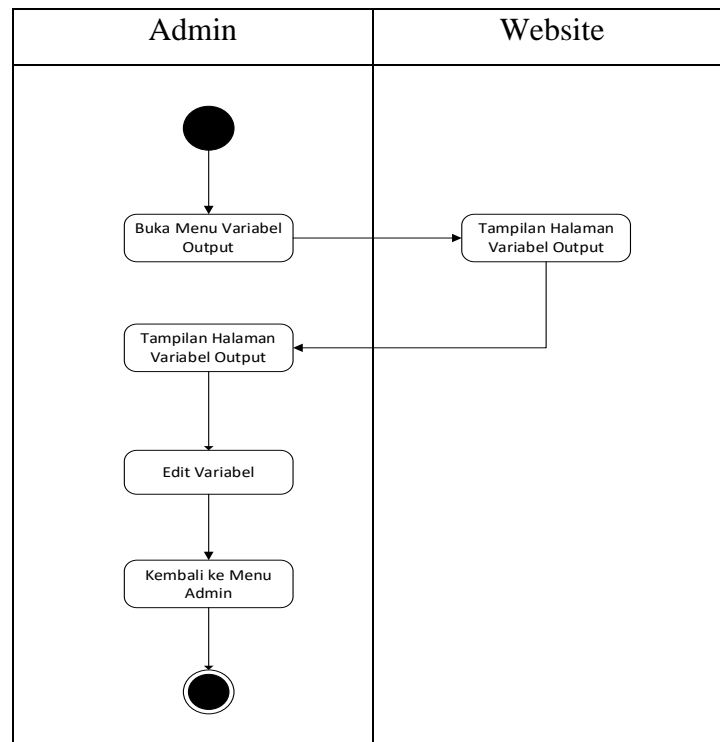 Admin
Website
Buka Menu Variabel
Output
Tampilan Halaman
Variabel Output
Tampilan Halaman
Variabel Output
Edit Variabel
Kembali ke Menu
Admin